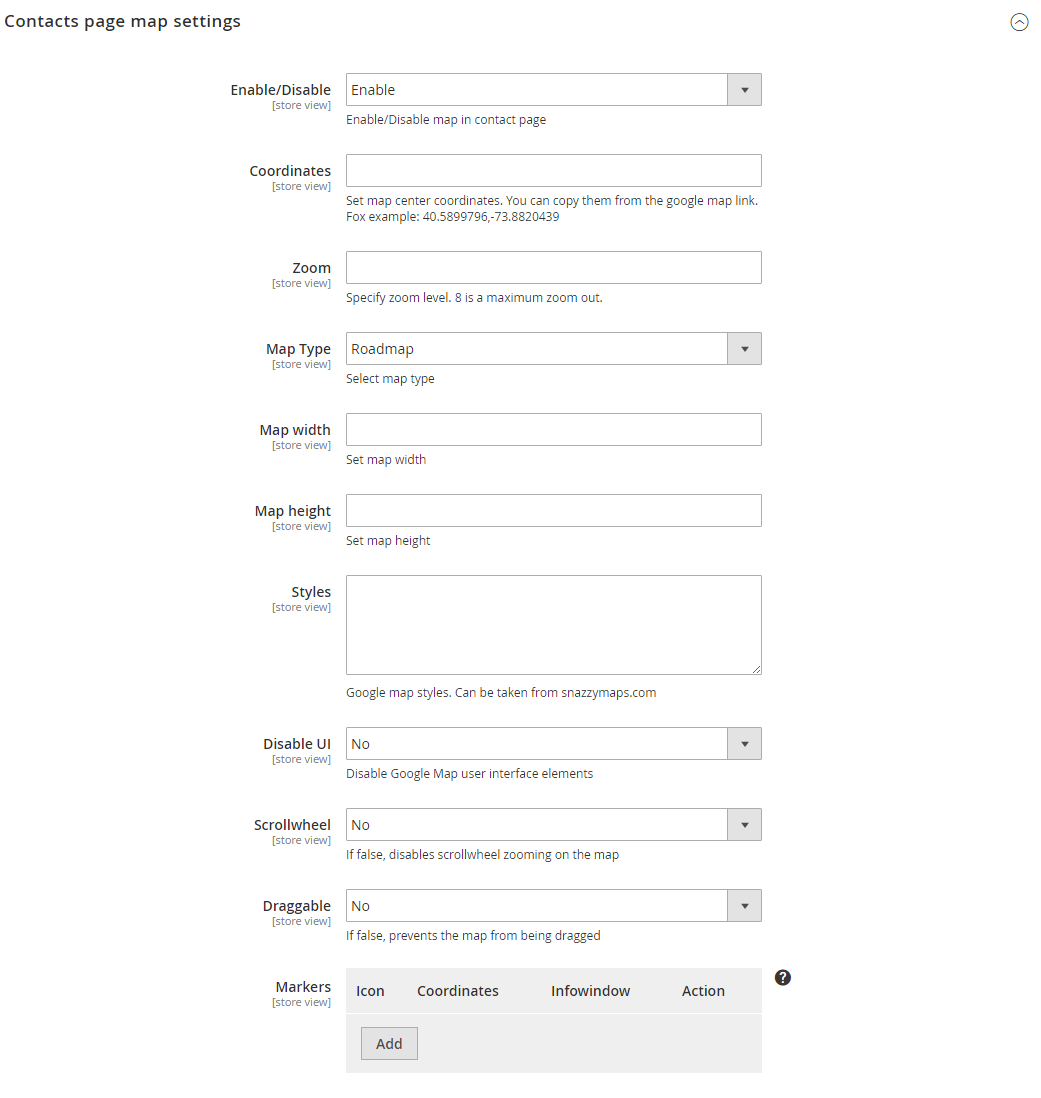 Contacts page map settings
Enable/Disable
[store view]
Enable
Enable/Disable map in contact page
Coordinates
[store view]
Set map center coordinates. You can copy them from the google map link.
Fox example: 40.5899796,-73.8820439
Zoom
[store view]
Specify zoom level. 8 is a maximum zoom out.
Map Type
[store view]
Roadmap
Select map type
Map width
[store view]
Set map width
Map height
[store view]
Set map height
Styles
[store view]
Google map styles. Can be taken from snazzymaps.com
Disable UI
[store view]
No
Disable Google Map user interface elements
Scrollwheel
[store view]
No
If false, disables scrollwheel zooming on the map
Draggable
[store view]
No
If false, prevents the map from being dragged
Markers
[store view]
Icon Coordinates Infowindow Action
?
Add